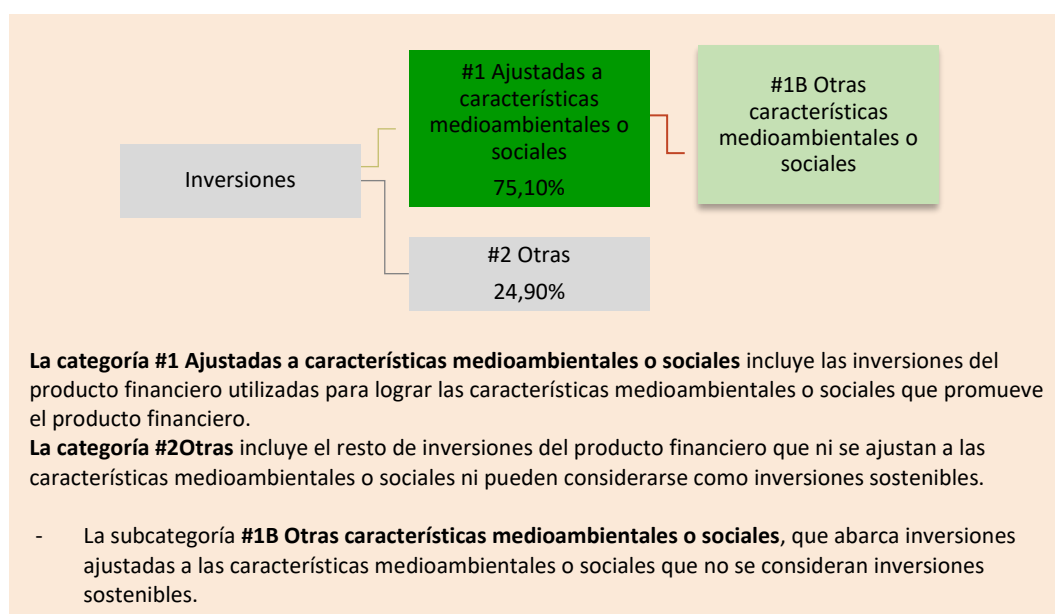 #1 Ajustadas a
características
medioambientales o
sociales
75,10%
#1B Otras
características
medioambientales o
sociales
Inversiones
#2 Otras
24,90%
La categoría #1 Ajustadas a características medioambientales o sociales incluye las inversiones del
producto financiero utilizadas para lograr las características medioambientales o sociales que promueve
el producto financiero.
La categoría #2Otras incluye el resto de inversiones del producto financiero que ni se ajustan a las
características medioambientales o sociales ni pueden considerarse como inversiones sostenibles.
- La subcategoría #1B Otras características medioambientales o sociales, que abarca inversiones
ajustadas a las características medioambientales o sociales que no se consideran inversiones
sostenibles.